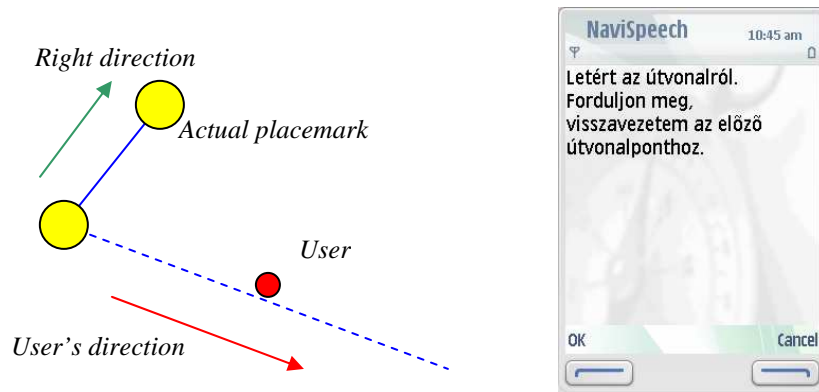 Right direction
Actual placemark
User
User's direction
NaviSpeech
10:45 am
Letért az útvonalról.
Forduljon meg,
visszavezetem az elõzõ
útvonalponthoz.
OK
Cancel